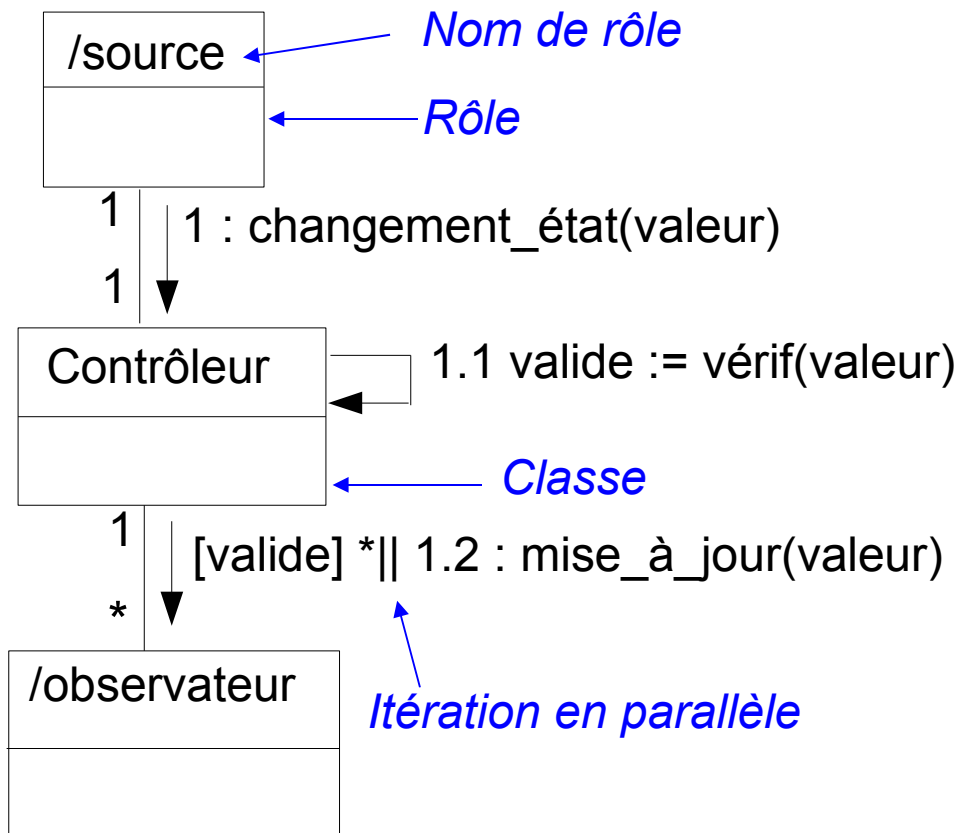 Nom de rôle
/source
Rôle
1
1 : changement_état(valeur)
1
Contrôleur
1.1 valide := vérif(valeur)
Classe
1
[valide] *|| 1.2 : mise_à_jour(valeur)
*
/observateur
Itération en parallèle